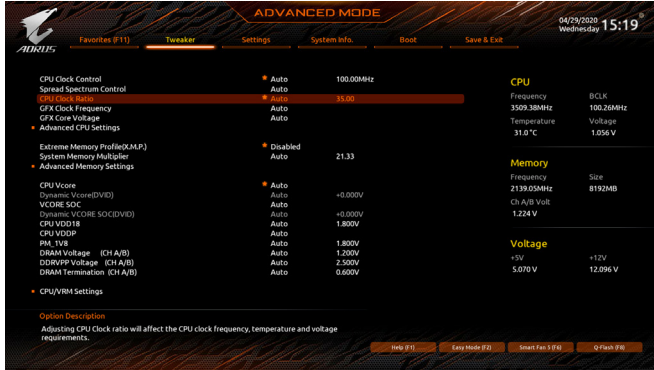 ADVANCED MODE
04/29/2020 15:19
Wednesday
AORUS
Favorites (F11) Tweaker Settings System Info. Boot Save & Exit
CPU Clock Control * Auto 100.00MHz
Spread Spectrum Control Auto
CPU Clock Ratio * Auto 35.00
GFX Clock Frequency Auto
GFX Core Voltage Auto
Advanced CPU Settings
Extreme Memory Profile(X.M.P.) * Disabled
System Memory Multiplier Auto 21.33
Advanced Memory Settings
CPU Vcore * Auto
Dynamic Vcore(DVID) Auto +0.000V
VCORE SOC Auto
Dynamic VCORE SOC(DVID) Auto +0.000V
CPU VDD18 Auto 1.800V
CPU VDDP Auto
PM_1V8 Auto 1.800V
DRAM Voltage (CH A/B) Auto 1.200V
DDRVPP Voltage (CH A/B) Auto 2.500V
DRAM Termination (CH A/B) Auto 0.600V
CPU/VRM Settings
CPU
Frequency BCLK
3509.38MHz 100.26MHz
Temperature Voltage
31.0 °C 1.056 V
Memory
Frequency Size
2139.05MHz 8192MB
Ch A/B Volt
1.224 V
Voltage
+5V +12V
5.070 V 12.096 V
Option Description
Adjusting CPU Clock ratio will affect the CPU clock frequency, temperature and voltage
requirements.
Help (F1) Easy Mode (F2) Smart Fan 5 (F6) Q-Flash (F8)